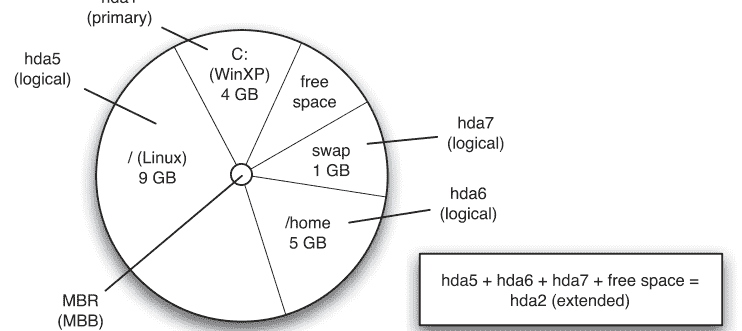 (primary)
hda5
(logical)
C:
(WinXP)
4 GB
free
space
hda7
(logical)
swap
1 GB
/ (Linux)
9 GB
hda6
(logical)
/home
5 GB
MBR
(MBB)
hda5 + hda6 + hda7 + free space =
hda2 (extended)